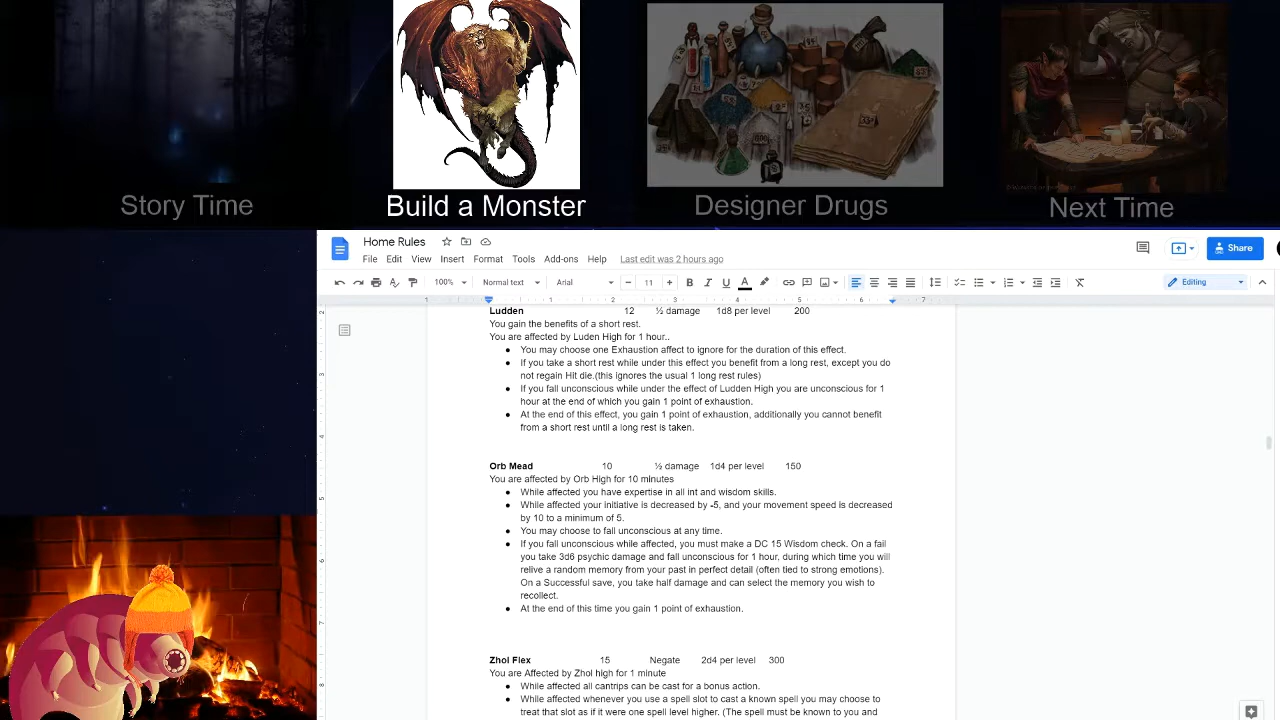 Story Time
Build a Monster
Designer Drugs
Next Time
Home Rules
Share
File Edit View Insert Format Tools Add-ons Help Last edit was 2 hours ago
100% Normal text Arial 11 B I U A Editing
1 1 2 3 4 5 6 7
Ludden 12 ½ damage 1d8 per level 200
You gain the benefits of a short rest.
You are affected by Luden High for 1 hour..
● You may choose one Exhaustion affect to ignore for the duration of this effect.
● If you take a short rest while under this effect you benefit from a long rest, except you do
not regain Hit die.(this ignores the usual 1 long rest rules)
● If you fall unconscious while under the effect of Ludden High you are unconscious for 1
hour at the end of which you gain 1 point of exhaustion.
● At the end of this effect, you gain 1 point of exhaustion, additionally you cannot benefit
from a short rest until a long rest is taken.
Orb Mead 10 ½ damage 1d4 per level 150
You are affected by Orb High for 10 minutes
● While affected you have expertise in all int and wisdom skills.
● While affected your initiative is decreased by -5, and your movement speed is decreased
by 10 to a minimum of 5.
● You may choose to fall unconscious at any time.
● If you fall unconscious while affected, you must make a DC 15 Wisdom check. On a fail
you take 3d6 psychic damage and fall unconscious for 1 hour, during which time you will
relive a random memory from your past in perfect detail (often tied to strong emotions).
On a Successful save, you take half damage and can select the memory you wish to
recollect.
● At the end of this time you gain 1 point of exhaustion.
Zhol Flex 15 Negate 2d4 per level 300
You are Affected by Zhol high for 1 minute
● While affected all cantrips can be cast for a bonus action.
● While affected whenever you use a spell slot to cast a known spell you may choose to
treat that slot as if it were one spell level higher. (The spell must be known to you and